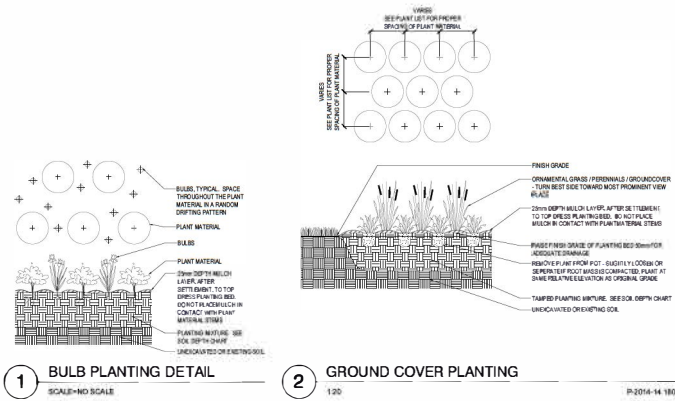 BULBS, TYPICAL. SPACE
THROUGHOUT THE PLANT
MATERIAL IN A RANDOM
DRIFTING PATTERN
PLANT MATERIAL
BULBS
PLANT MATERIAL
25mm DEPTH MULCH
LAYER, AFTER
SETTLEMENT, TO TOP
DRESS PLANTING BED.
DO NOT PLACE MULCH IN
CONTACT WITH PLANT
MATERIAL STEMS
PLANTING MIXTURE. SEE
SOIL DEPTH CHART
UNEXCAVATED OR EXISTING SOIL
1
BULB PLANTING DETAIL
SCALE=NO SCALE
VARIES
SEE PLANT LIST FOR PROPER
SPACING OF PLANT MATERIAL
VARIES
SEE PLANT LIST FOR PROPER
SPACING OF PLANT MATERIAL
FINISH GRADE
ORNAMENTAL GRASS / PERENNIALS / GROUNDCOVER
- TURN BEST SIDE TOWARD MOST PROMINENT VIEW
25mm DEPTH MULCH LAYER, AFTER SETTLEMENT,
TO TOP DRESS PLANTING BED. DO NOT PLACE
MULCH IN CONTACT WITH PLANT MATERIAL STEMS
RAISE FINISH GRADE OF PLANTING BED 50mm FOR
ADEQUATE DRAINAGE
REMOVE PLANT FROM POT - SLIGHTLY LOOSEN OR
SEPERATE IF ROOT MASS IS COMPACTED, PLANT AT
SAME RELATIVE ELEVATION AS ORIGINAL GRADE
TAMPED PLANTING MIXTURE. SEE SOIL DEPTH CHART
UNEXCAVATED OR EXISTING SOIL
2
GROUND COVER PLANTING
1:20
P-2014-14 180